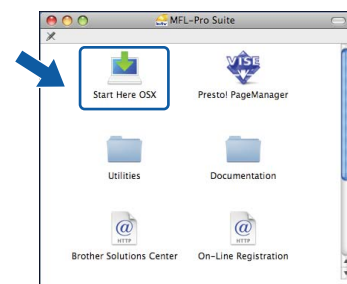 MFL-Pro Suite
Start Here OSX
VISE
Presto! PageManager
Utilities
Documentation
@
HTTP
@
HTTP
Brother Solutions Center
On-Line Registration